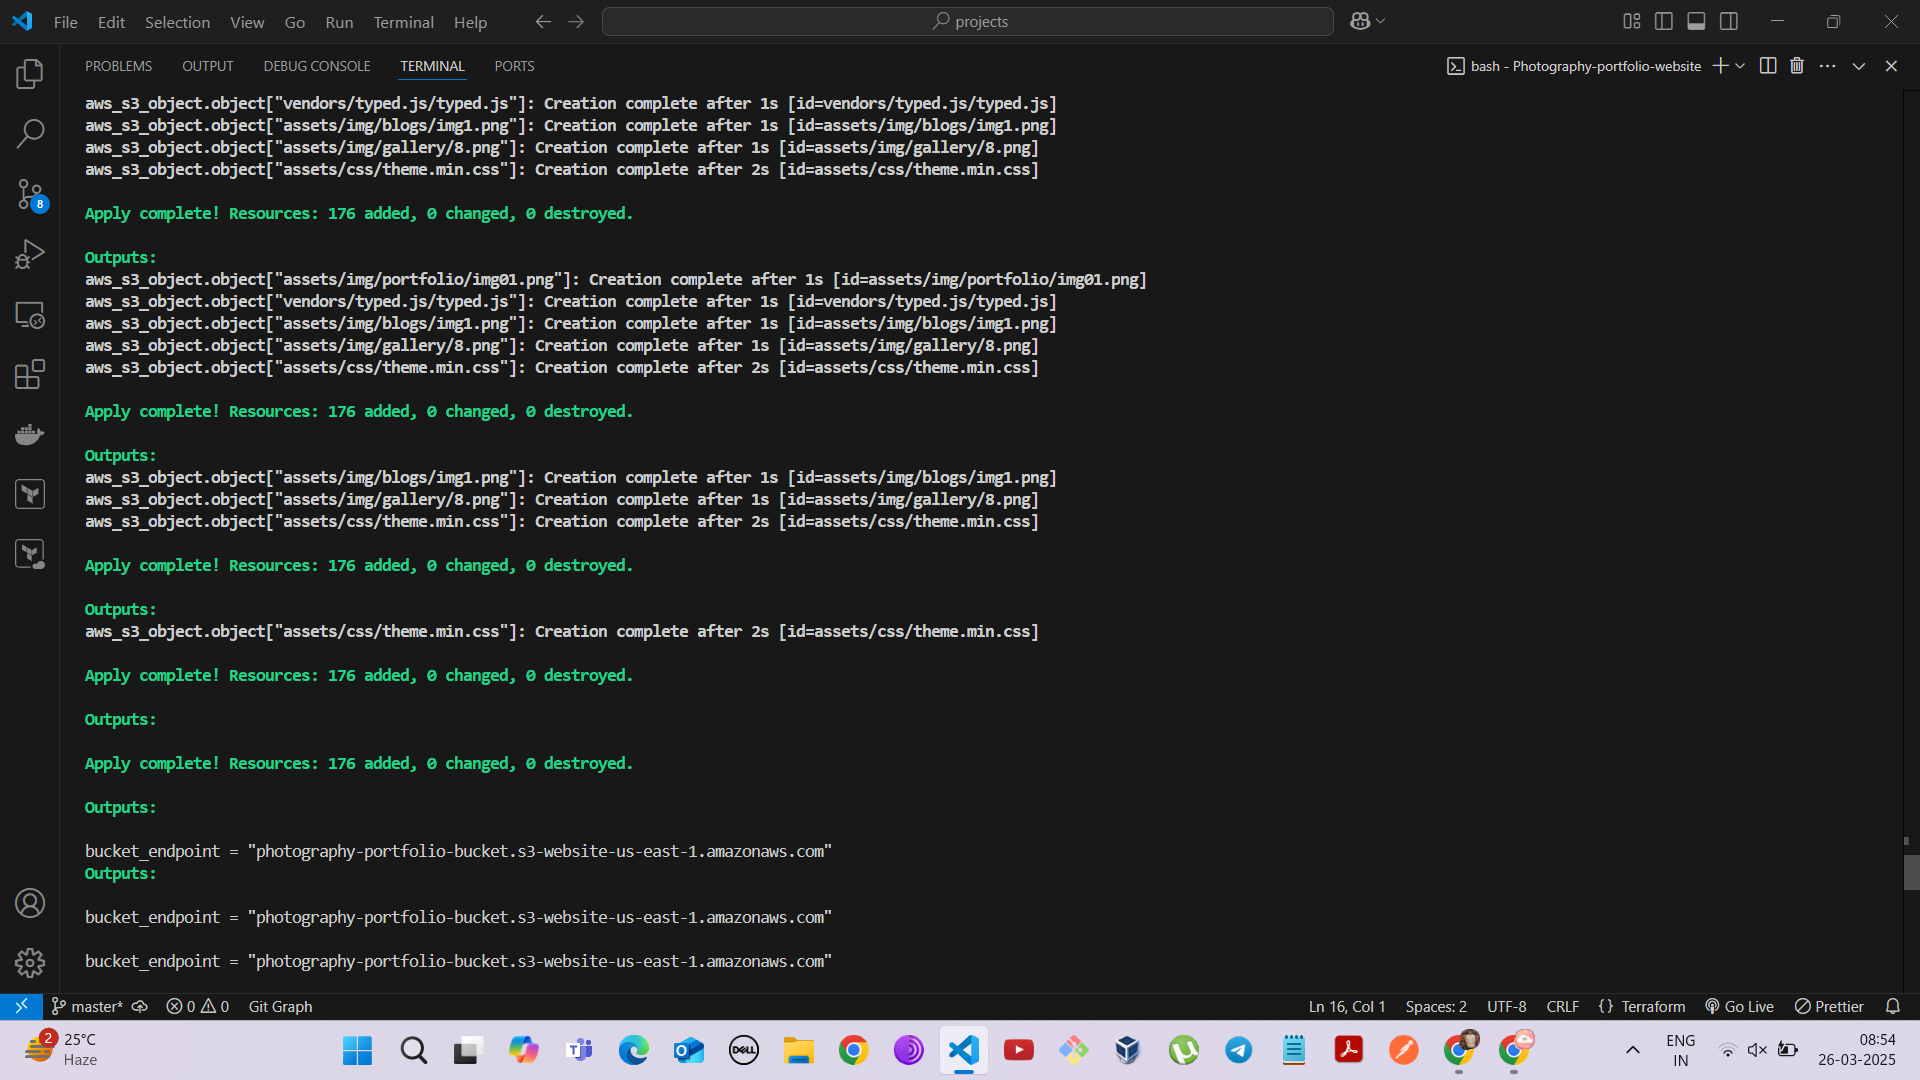 File Edit Selection View Go Run Terminal Help
projects
PROBLEMS OUTPUT DEBUG CONSOLE TERMINAL PORTS
bash - Photography-portfolio-website
aws_s3_object.object["vendors/typed.js/typed.js"]: Creation complete after 1s [id=vendors/typed.js/typed.js]
aws_s3_object.object["assets/img/blogs/img1.png"]: Creation complete after 1s [id=assets/img/blogs/img1.png]
aws_s3_object.object["assets/img/gallery/8.png"]: Creation complete after 1s [id=assets/img/gallery/8.png]
aws_s3_object.object["assets/css/theme.min.css"]: Creation complete after 2s [id=assets/css/theme.min.css]
Apply complete! Resources: 176 added, 0 changed, 0 destroyed.
Outputs:
aws_s3_object.object["assets/img/portfolio/img01.png"]: Creation complete after 1s [id=assets/img/portfolio/img01.png]
aws_s3_object.object["vendors/typed.js/typed.js"]: Creation complete after 1s [id=vendors/typed.js/typed.js]
aws_s3_object.object["assets/img/blogs/img1.png"]: Creation complete after 1s [id=assets/img/blogs/img1.png]
aws_s3_object.object["assets/img/gallery/8.png"]: Creation complete after 1s [id=assets/img/gallery/8.png]
aws_s3_object.object["assets/css/theme.min.css"]: Creation complete after 2s [id=assets/css/theme.min.css]
Apply complete! Resources: 176 added, 0 changed, 0 destroyed.
Outputs:
aws_s3_object.object["assets/img/blogs/img1.png"]: Creation complete after 1s [id=assets/img/blogs/img1.png]
aws_s3_object.object["assets/img/gallery/8.png"]: Creation complete after 1s [id=assets/img/gallery/8.png]
aws_s3_object.object["assets/css/theme.min.css"]: Creation complete after 2s [id=assets/css/theme.min.css]
Apply complete! Resources: 176 added, 0 changed, 0 destroyed.
Outputs:
aws_s3_object.object["assets/css/theme.min.css"]: Creation complete after 2s [id=assets/css/theme.min.css]
Apply complete! Resources: 176 added, 0 changed, 0 destroyed.
Outputs:
Apply complete! Resources: 176 added, 0 changed, 0 destroyed.
Outputs:
bucket_endpoint = "photography-portfolio-bucket.s3-website-us-east-1.amazonaws.com"
Outputs:
bucket_endpoint = "photography-portfolio-bucket.s3-website-us-east-1.amazonaws.com"
bucket_endpoint = "photography-portfolio-bucket.s3-website-us-east-1.amazonaws.com"
8
master* 0 0 Git Graph Ln 16, Col 1 Spaces: 2 UTF-8 CRLF {} Terraform Go Live Prettier
2 25°C
Haze
DELL
ENG
IN
08:54
26-03-2025